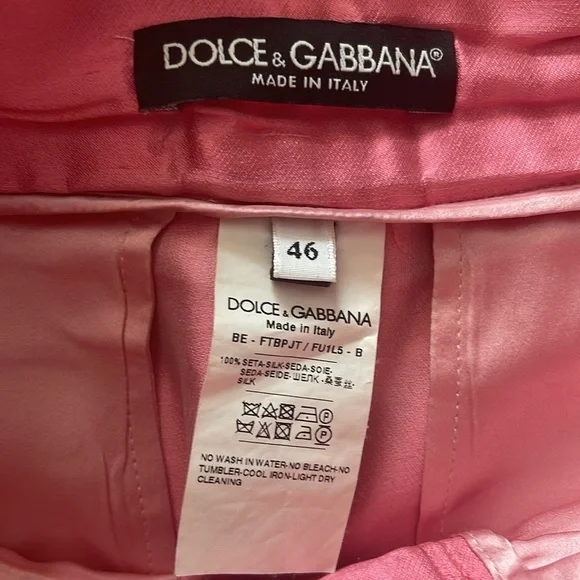 DOLCE & GABBANA®
MADE IN ITALY
46
DOLCE & GABBANA
Made in Italy
BE - FTBPJT / FU1L5 - B
100% SETA-SILK-SEDA-SOIE-
SEDA-SEIDE-ШЕЛК-桑蚕丝-
SILK
P
P
NO WASH IN WATER-NO BLEACH-NO
TUMBLER-COOL IRON-LIGHT DRY
CLEANING